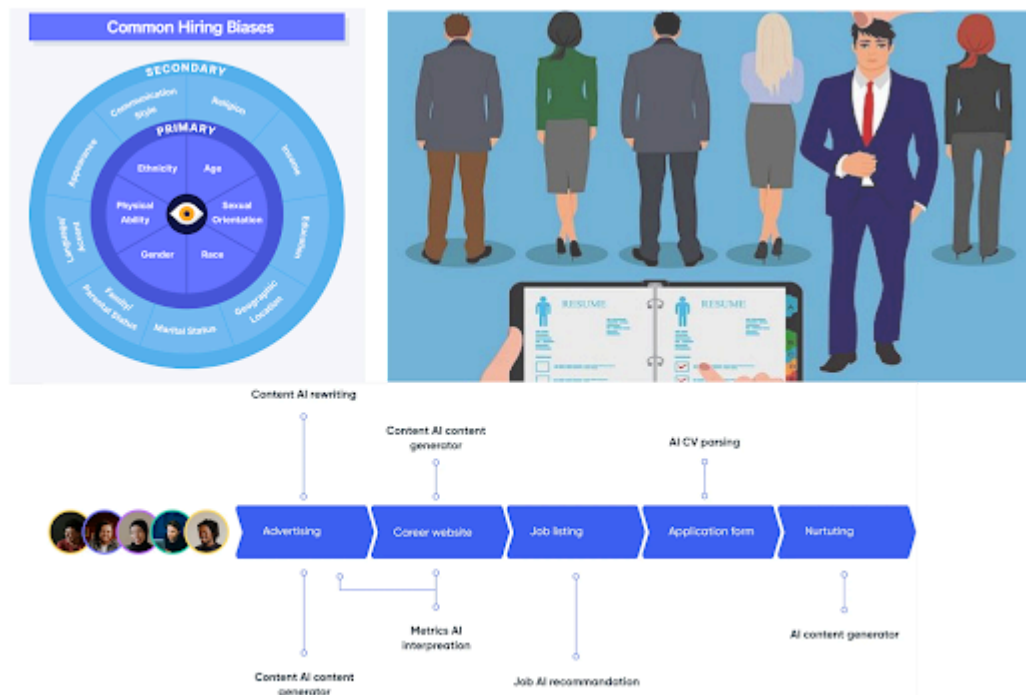 Common Hiring Biases
SECONDARY
Communication
Style
Religion
Income
Education
Geographic
Location
Marital Status
Family/
Parental Status
Language/
Accent
Appearance
PRIMARY
Ethnicity
Age
Physical
Ability
Sexual
Orientation
Gender
Race
RESUME
RESUME
Content AI rewriting
Content AI content
generator
AI CV parsing
Advertising
Career website
Job listing
Application form
Nurtuting
Metrics AI
interpreation
AI content generator
Content AI content
generator
Job AI recommandation